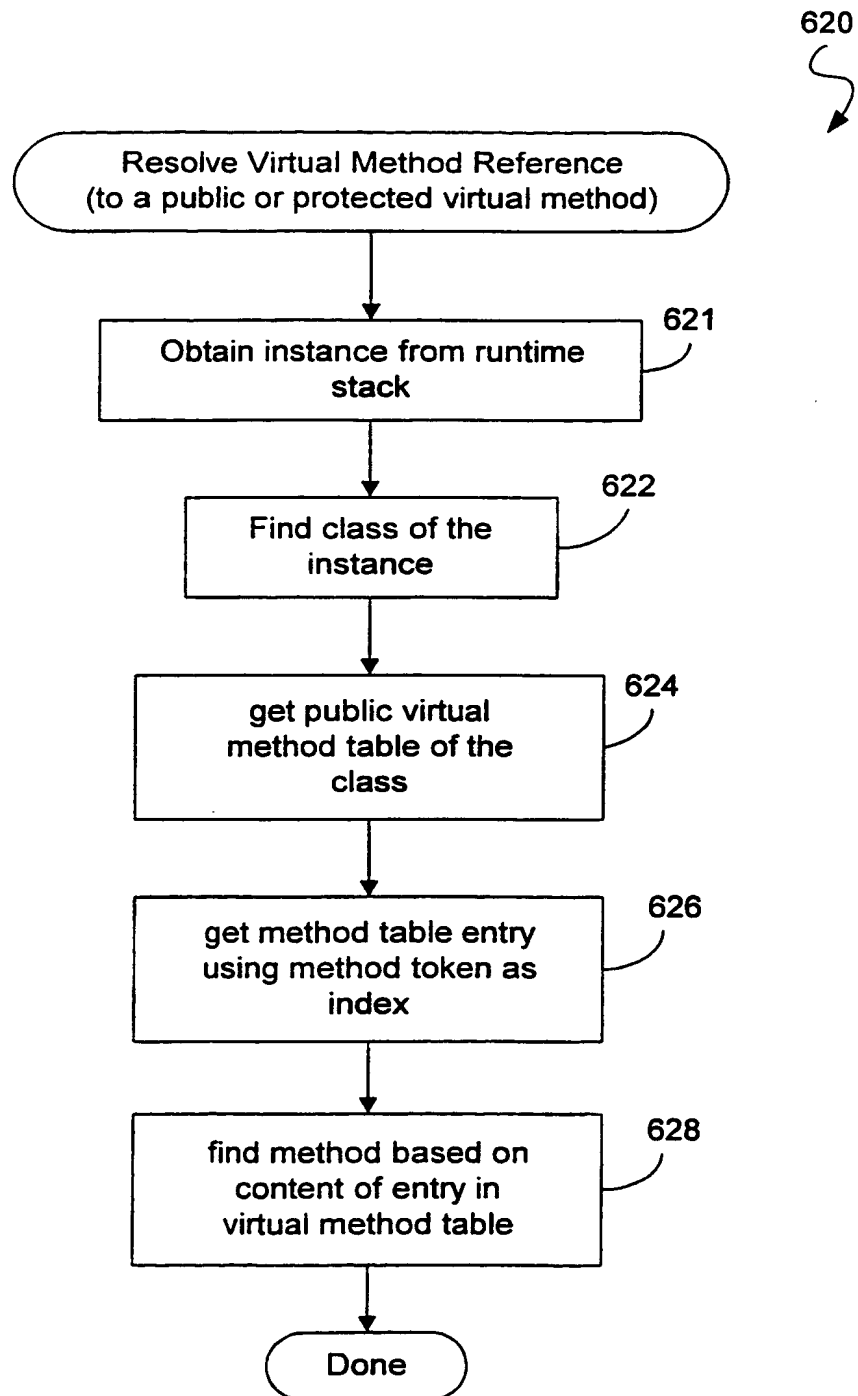 620
Resolve Virtual Method Reference
(to a public or protected virtual method)
621
Obtain instance from runtime
stack
622
Find class of the
instance
624
get public virtual
method table of the
class
626
get method table entry
using method token as
index
628
find method based on
content of entry in
virtual method table
Done